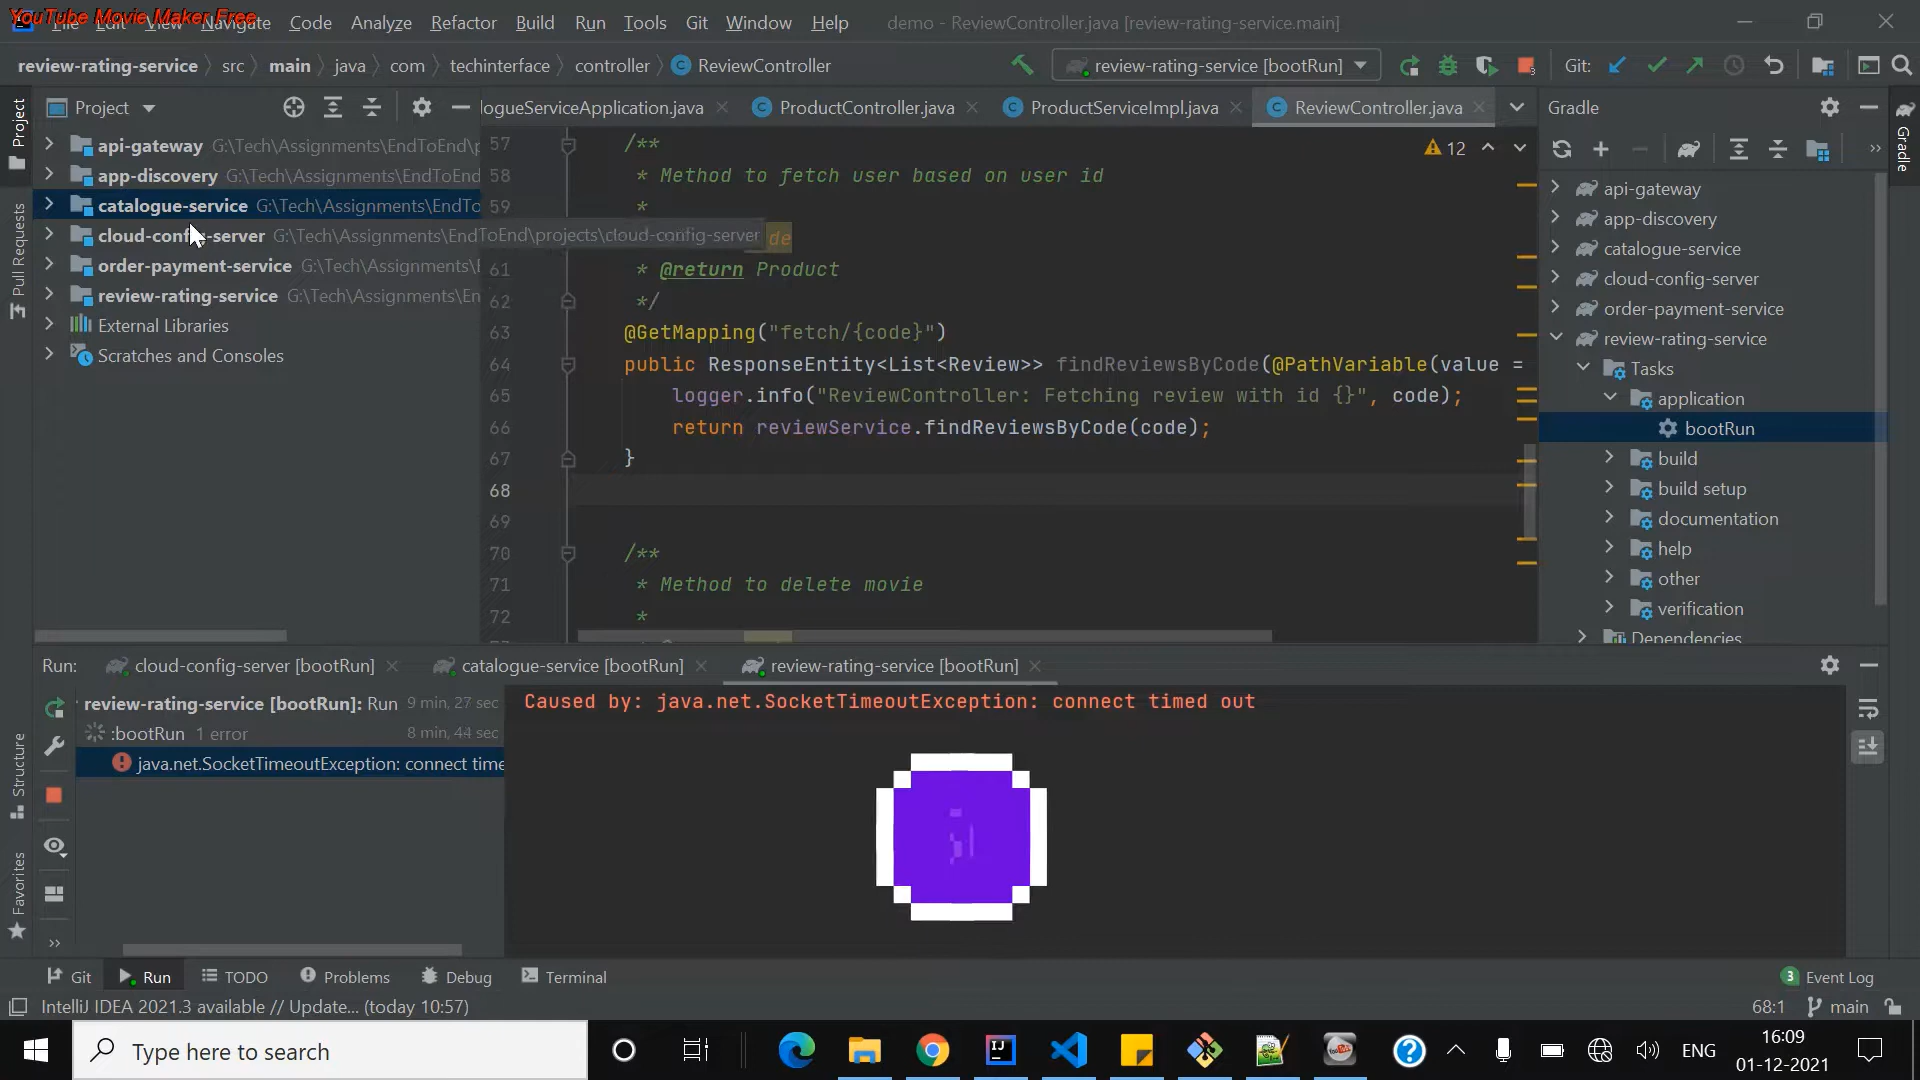 YouTube Movie Maker Free
File Edit View Navigate Code Analyze Refactor Build Run Tools Git Window Help demo - ReviewController.java [review-rating-service.main]
review-rating-service src main java com techinterface controller ReviewController review-rating-service [bootRun] Git:
Project
logueServiceApplication.java ProductController.java ProductServiceImpl.java ReviewController.java
Gradle
Project
Pull Requests
Structure
Favorites
Gradle
api-gateway G:\Tech\Assignments\EndToEnd\p
app-discovery G:\Tech\Assignments\EndToEnd
catalogue-service G:\Tech\Assignments\EndTo
cloud-config-server G:\Tech\Assignments\EndToEnd\projects\cloud-config-server
order-payment-service G:\Tech\Assignments\E
review-rating-service G:\Tech\Assignments\En
External Libraries
Scratches and Consoles
12
57 /**
58 * Method to fetch user based on user id
59 *
de
61 * @return Product
62 */
63 @GetMapping("fetch/{code}")
64 public ResponseEntity<List<Review>> findReviewsByCode(@PathVariable(value =
65 logger.info("ReviewController: Fetching review with id {}", code);
66 return reviewService.findReviewsByCode(code);
67 }
68
69
70 /**
71 * Method to delete movie
72 *
api-gateway
app-discovery
catalogue-service
cloud-config-server
order-payment-service
review-rating-service
Tasks
application
bootRun
build
build setup
documentation
help
other
verification
Dependencies
Run: cloud-config-server [bootRun] catalogue-service [bootRun] review-rating-service [bootRun]
review-rating-service [bootRun]: Run 9 min, 27 sec
:bootRun 1 error 8 min, 44 sec
java.net.SocketTimeoutException: connect time
Caused by: java.net.SocketTimeoutException: connect timed out
Git Run TODO Problems Debug Terminal 3 Event Log
IntelliJ IDEA 2021.3 available // Update... (today 10:57) 68:1 main
Type here to search
ENG
16:09
01-12-2021